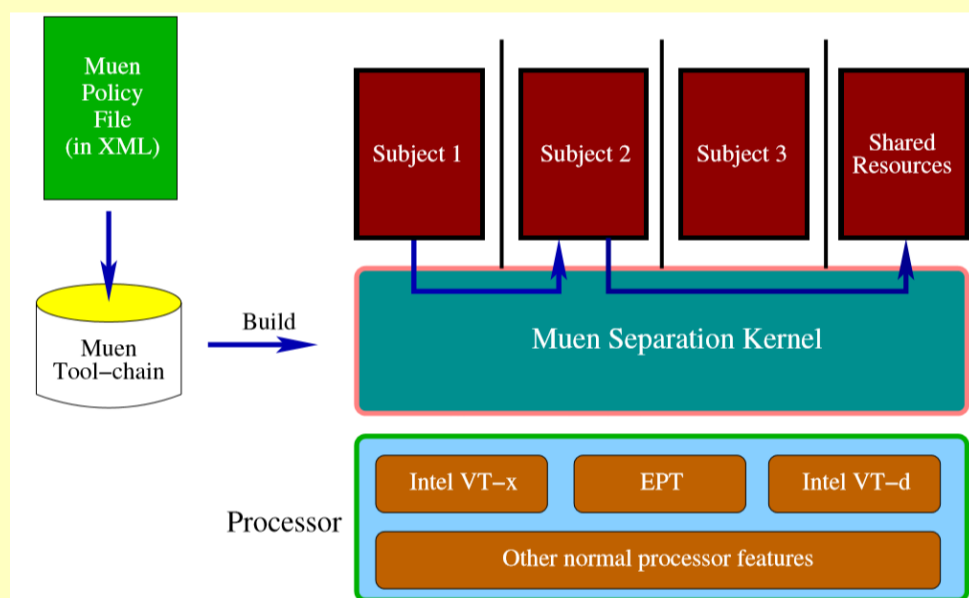 Muen
Policy
File
(in XML)
Subject 1
Subject 2
Subject 3
Shared
Resources
Build
Muen
Tool−chain
Muen Separation Kernel
Processor
Intel VT−x
EPT
Intel VT−d
Other normal processor features